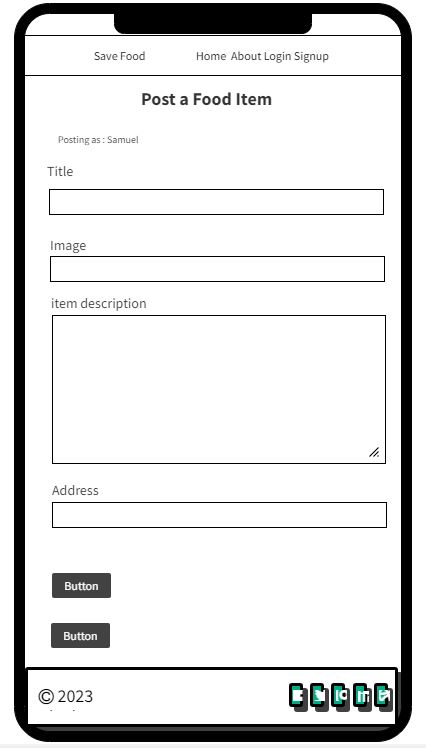 Save Food Home About Login Signup
Post a Food Item
Posting as : Samuel
Title
Image
item description
Address
Button
Button
© 2023